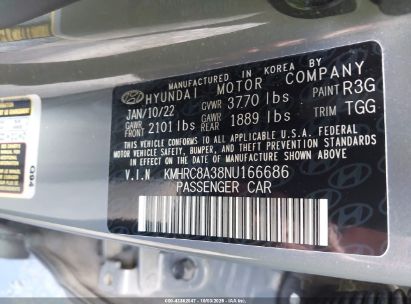 MANUFACTURED IN KOREA BY
HYUNDAI MOTOR COMPANY
JAN/10/22 GVWR 3770 lbs PAINT R3G
GAWR FRONT 2101 lbs GAWR REAR 1889 lbs TRIM TGG
THIS VEHICLE CONFORMS TO ALL APPLICABLE U.S.A. FEDERAL
MOTOR VEHICLE SAFETY, BUMPER, AND THEFT PREVENTION STANDARDS
IN EFFECT ON THE DATE OF MANUFACTURE SHOWN ABOVE.
V.I.N KMHRC8A38NU166686
PASSENGER CAR